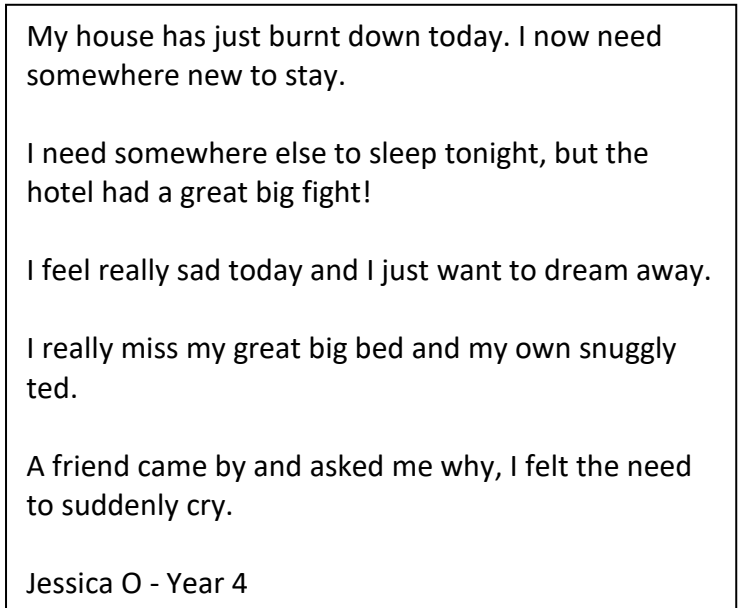 My house has just burnt down today. I now need
somewhere new to stay.
I need somewhere else to sleep tonight, but the
hotel had a great big fight!
I feel really sad today and I just want to dream away.
I really miss my great big bed and my own snuggly
ted.
A friend came by and asked me why, I felt the need
to suddenly cry.
Jessica O - Year 4